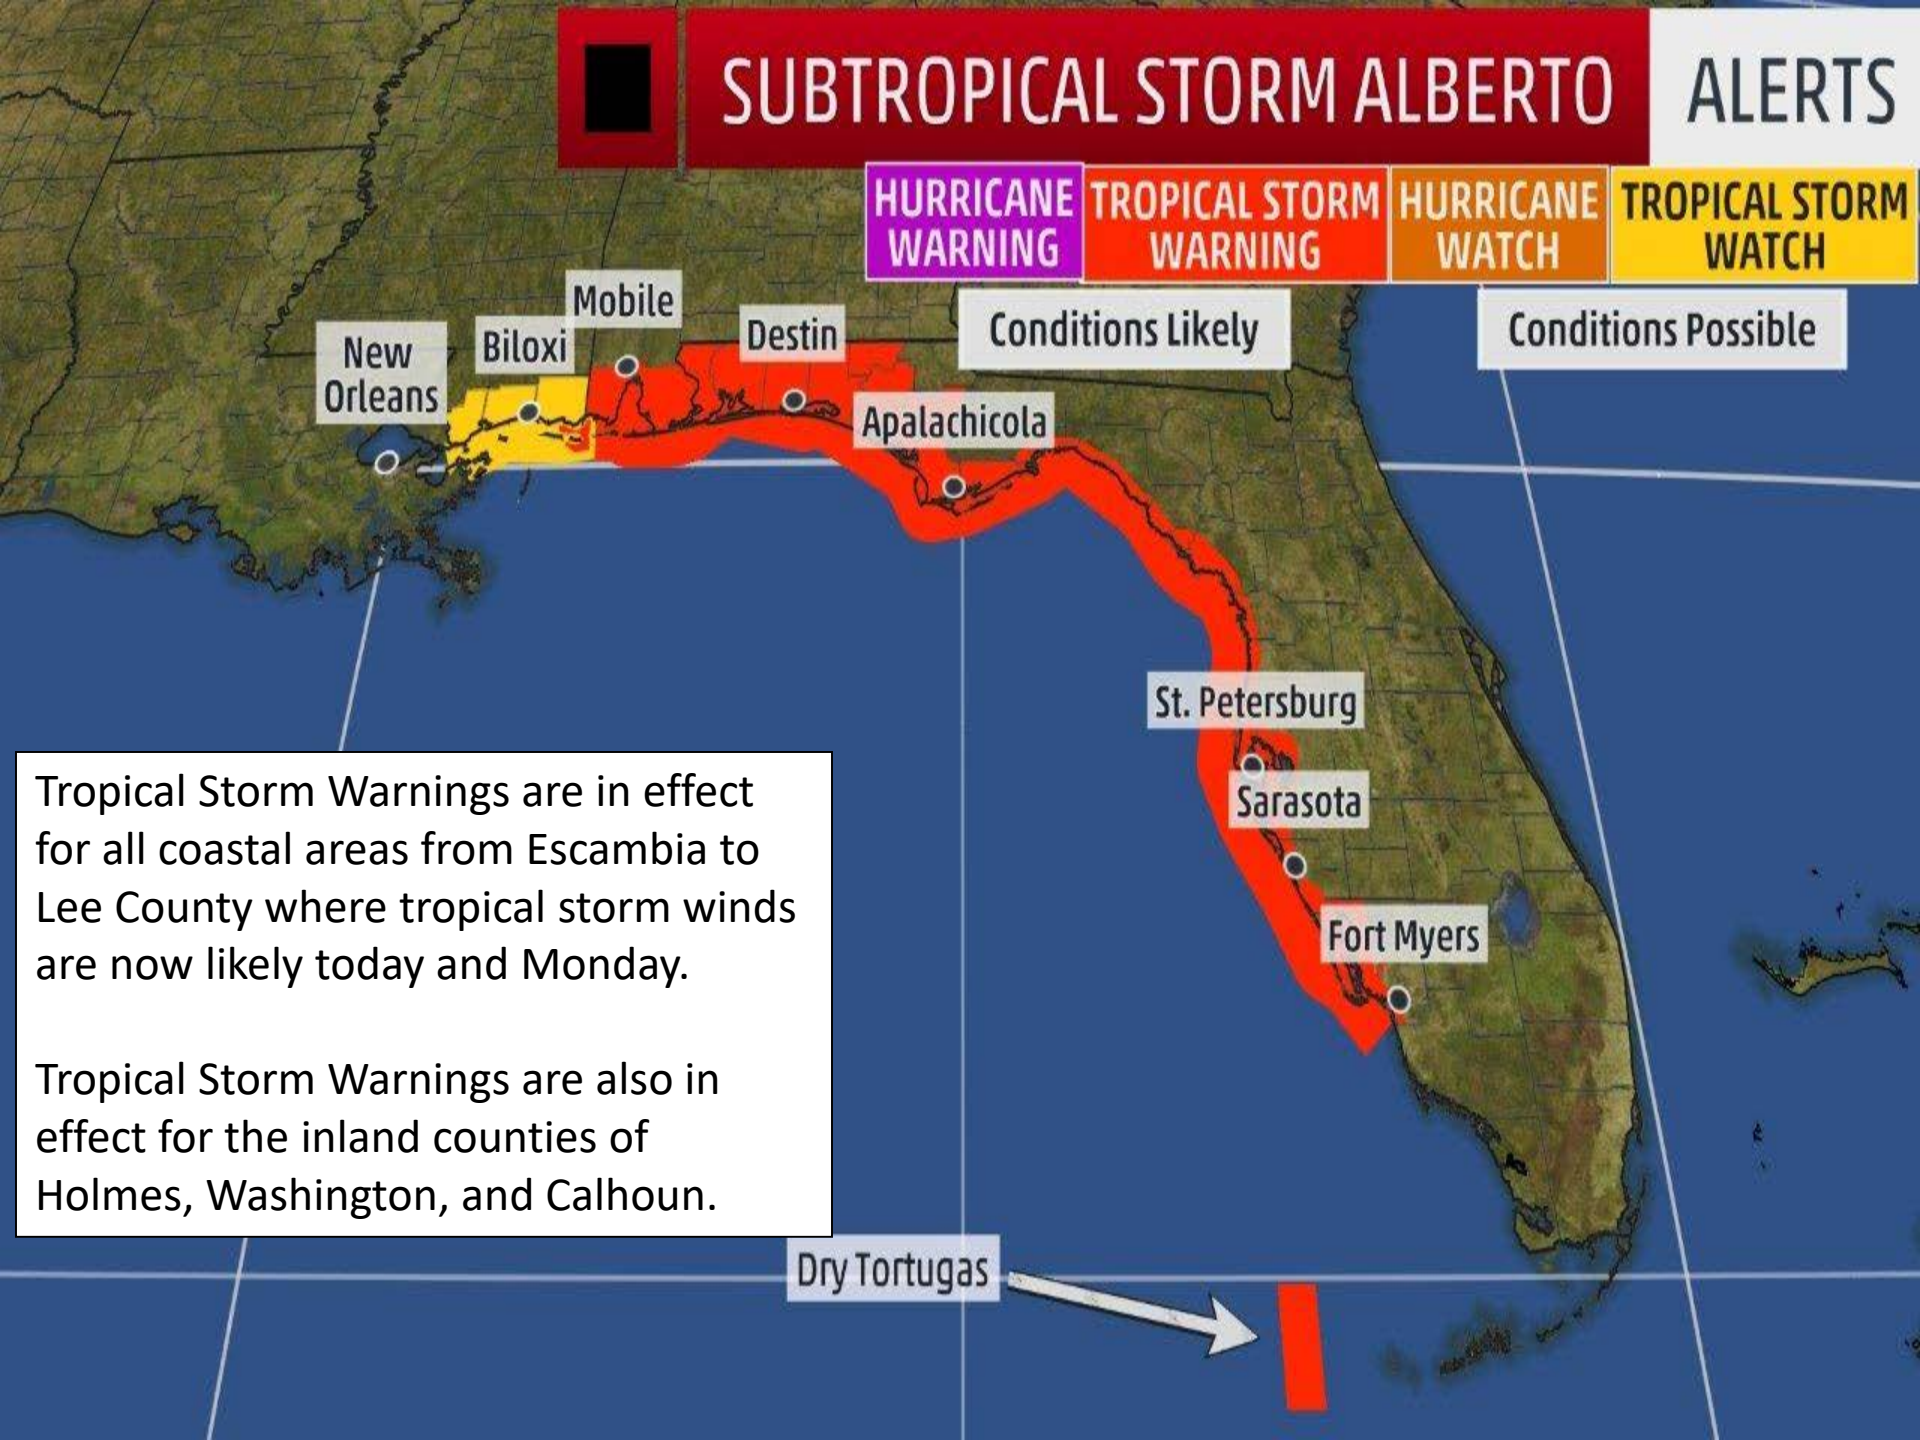 SUBTROPICAL STORM ALBERTO ALERTS
HURRICANE
WARNING
TROPICAL STORM
WARNING
HURRICANE
WATCH
TROPICAL STORM
WATCH
Conditions Likely
Conditions Possible
Mobile
Destin
Biloxi
New
Orleans
Apalachicola
St. Petersburg
Sarasota
Fort Myers
Tropical Storm Warnings are in effect
for all coastal areas from Escambia to
Lee County where tropical storm winds
are now likely today and Monday.
Tropical Storm Warnings are also in
effect for the inland counties of
Holmes, Washington, and Calhoun.
Dry Tortugas